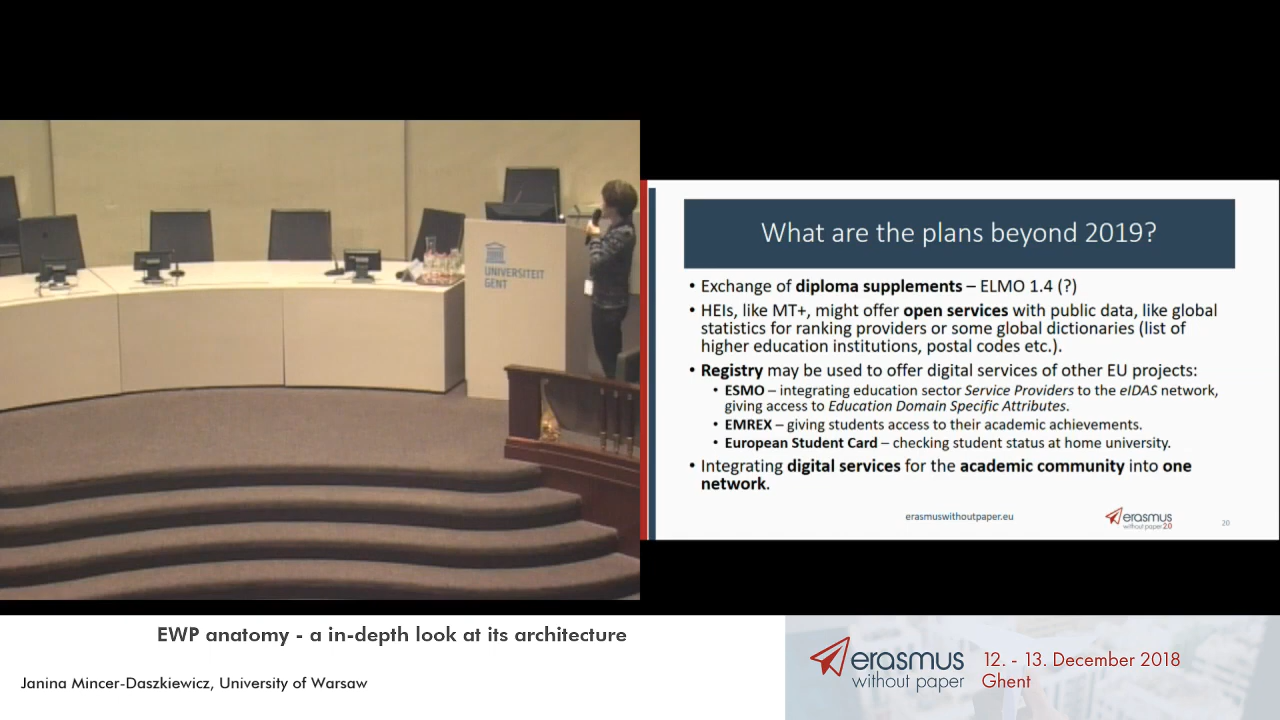 UNIVERSITEIT
GENT
What are the plans beyond 2019?
• Exchange of diploma supplements – ELMO 1.4 (?)
• HEIs, like MT+, might offer open services with public data, like global
statistics for ranking providers or some global dictionaries (list of
higher education institutions, postal codes etc.).
• Registry may be used to offer digital services of other EU projects:
• ESMO – integrating education sector Service Providers to the eIDAS network,
giving access to Education Domain Specific Attributes.
• EMREX – giving students access to their academic achievements.
• European Student Card – checking student status at home university.
• Integrating digital services for the academic community into one
network.
erasmuswithoutpaper.eu
erasmus
without paper 2.0
20
EWP anatomy - a in-depth look at its architecture
Janina Mincer-Daszkiewicz, University of Warsaw
erasmus
without paper
12. - 13. December 2018
Ghent